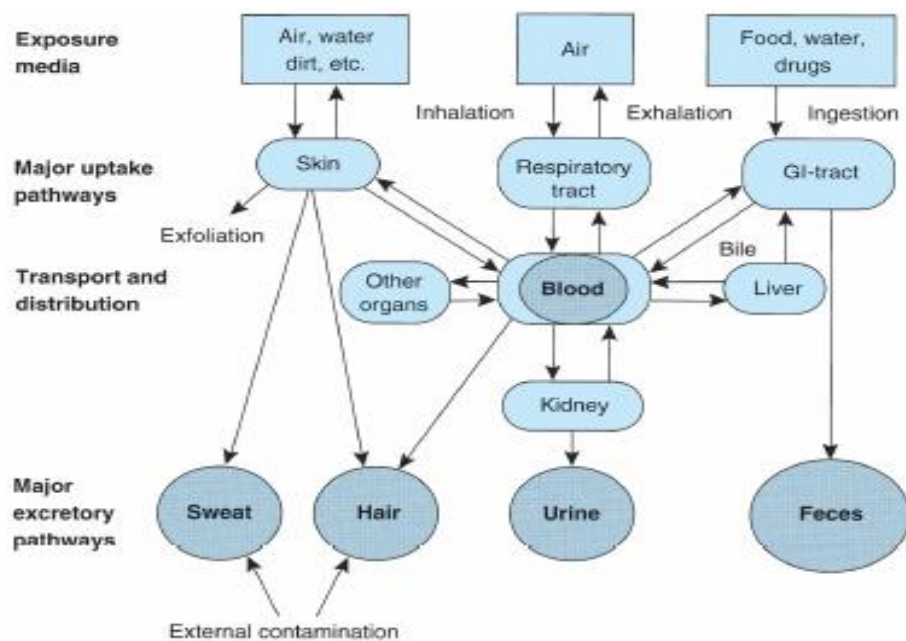 Exposure
media
Air, water
dirt, etc.
Air
Food, water,
drugs
Inhalation
Exhalation
Ingestion
Major uptake
pathways
Skin
Respiratory
tract
GI-tract
Exfoliation
Bile
Transport and
distribution
Other
organs
Blood
Liver
Kidney
Major
excretory
pathways
Sweat
Hair
Urine
Feces
External contamination